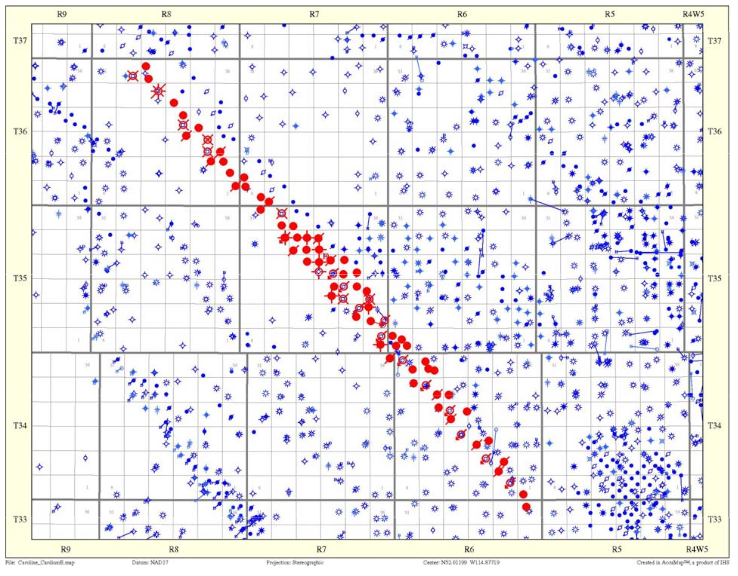 R9 R8 R7 R6 R5 R4W5
T37 T37
T36 T36
T35 T35
T34 T34
T33 T33
R9 R8 R7 R6 R5 R4W5
File: Caroline_CardiumE.map Datum: NAD27 Projection: Stereographic Center: N52.01199 W114.87719 Created in AccuMap™, a product of IHS